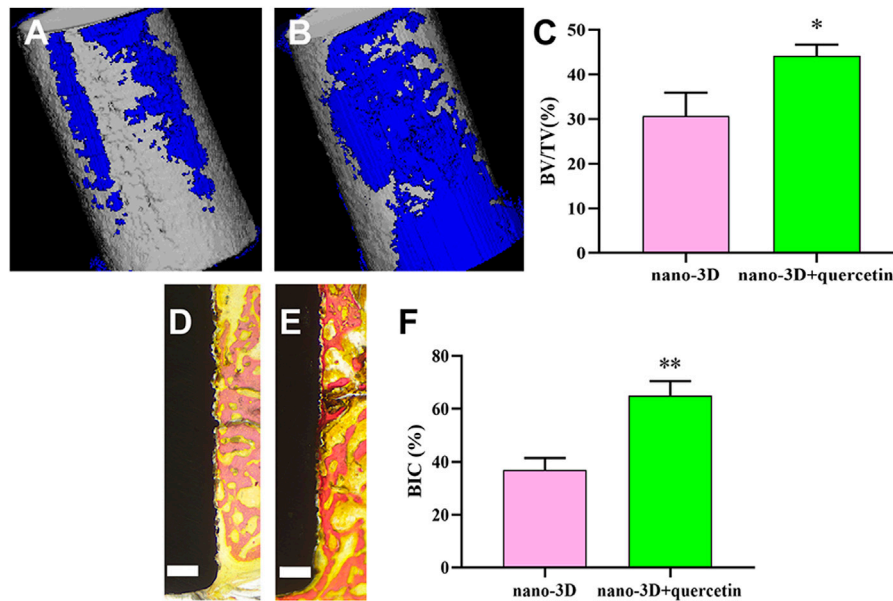 A
B
C
BV/TV(%)
50
40
30
20
10
0
*
nano-3D
nano-3D+quercetin
D
E
F
BIC (%)
80
60
40
20
0
**
nano-3D
nano-3D+quercetin